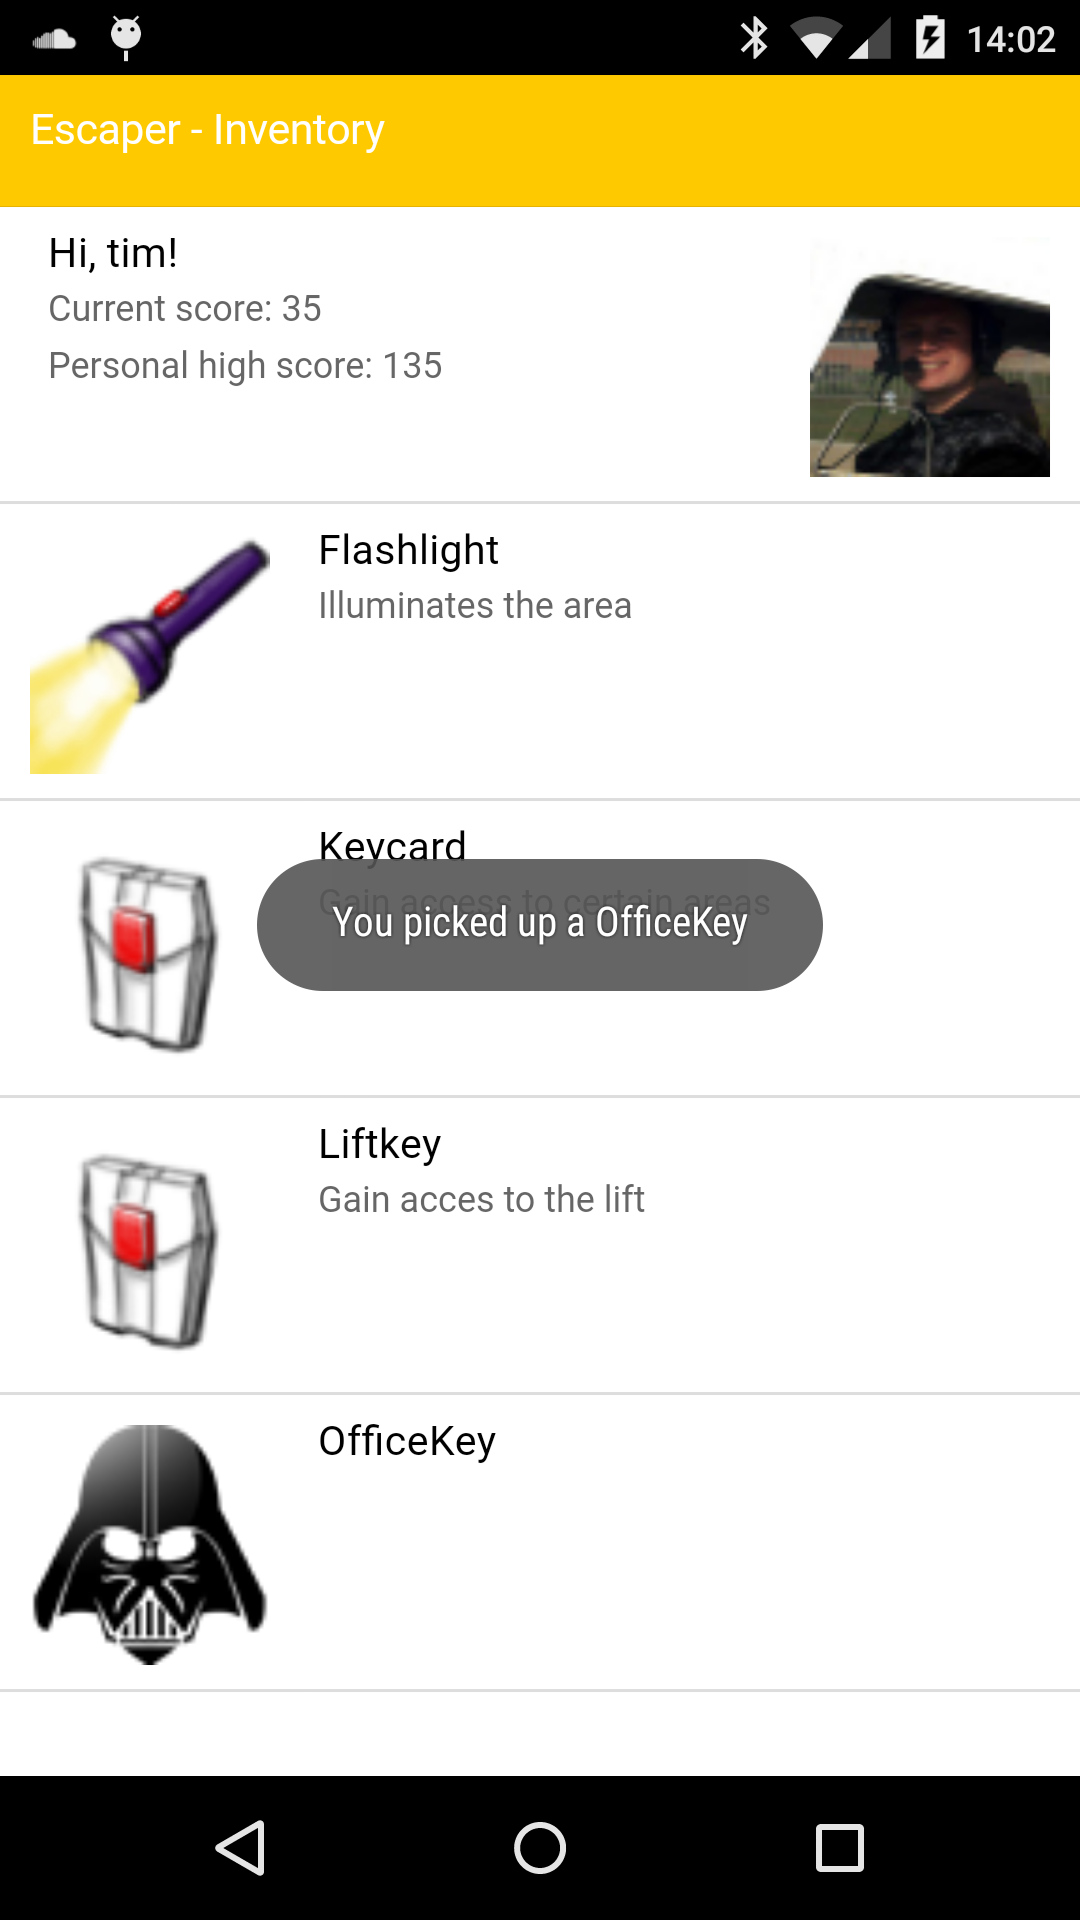 14:02
Escaper - Inventory
Hi, tim!
Current score: 35
Personal high score: 135
Flashlight
Illuminates the area
Keycard
Gain access to certain areas
You picked up a OfficeKey
Liftkey
Gain acces to the lift
OfficeKey